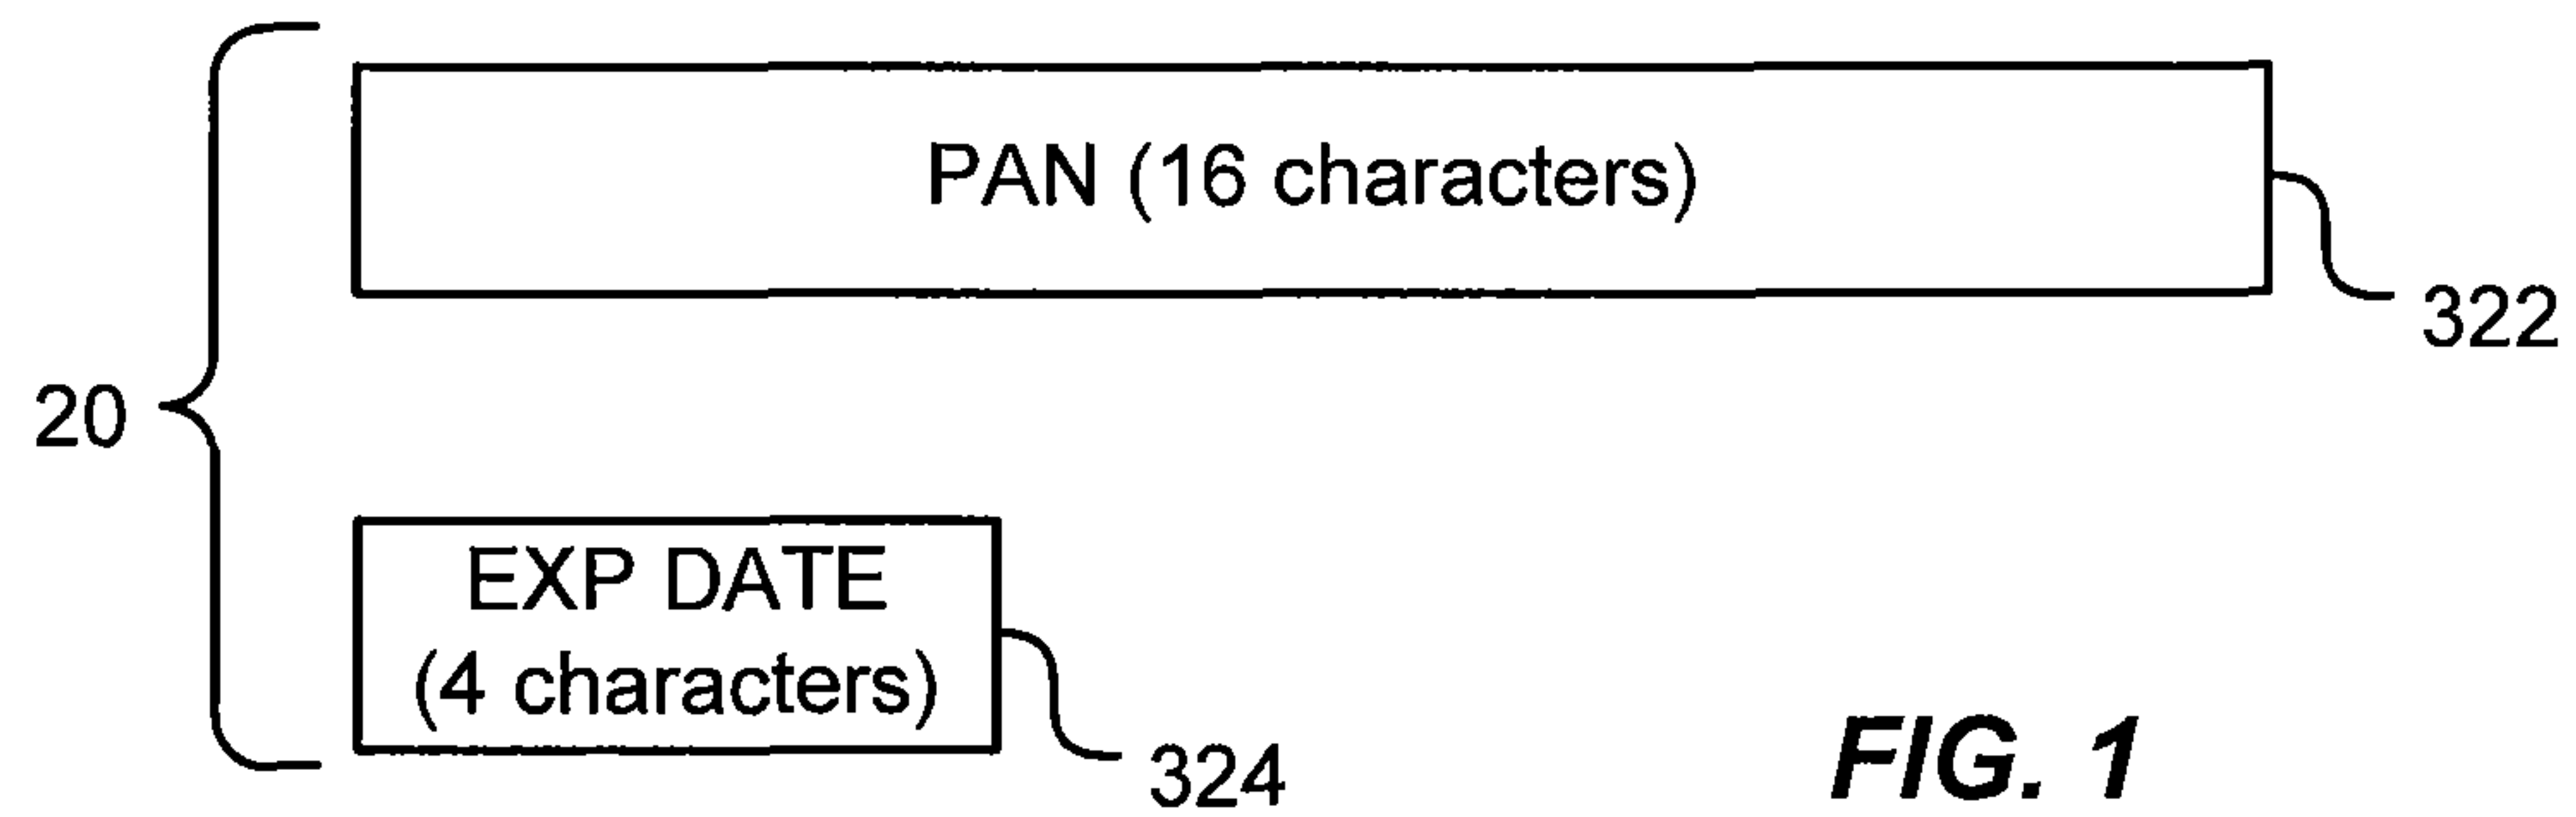 PAN (16 characters)
322
20
EXP DATE
(4 characters)
324
FIG. 1